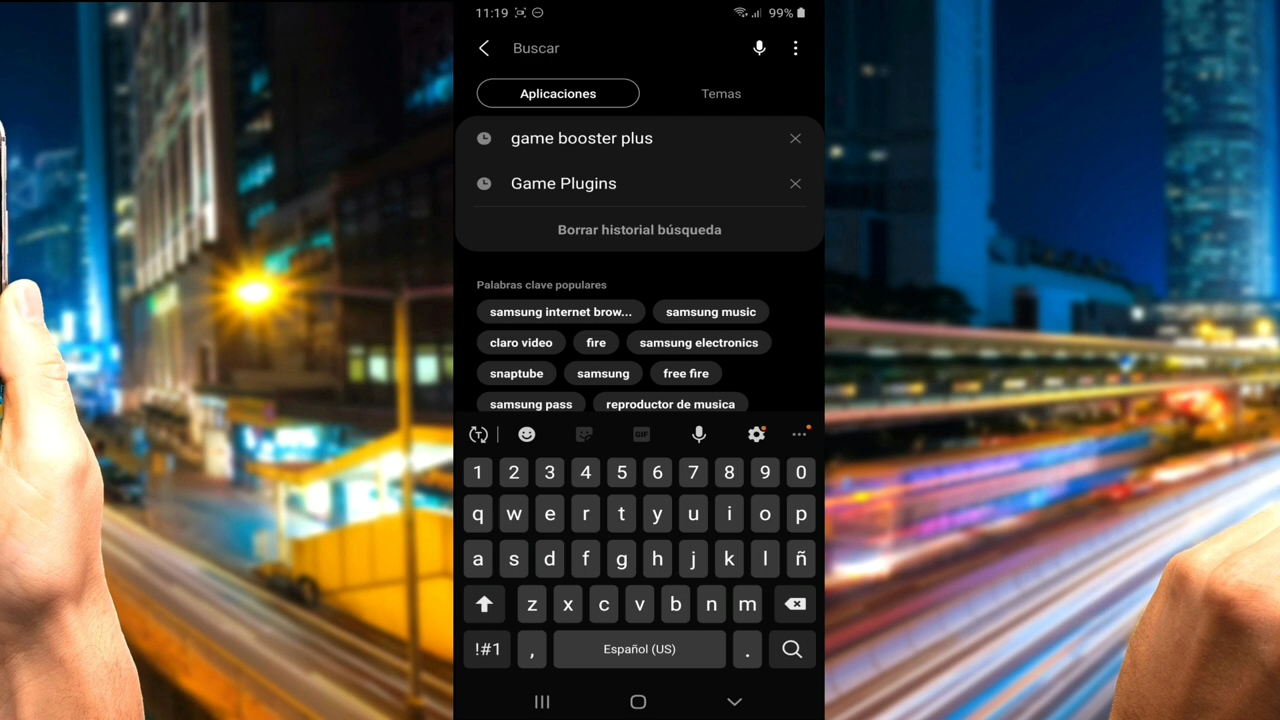 11:19 99%
Buscar
Aplicaciones Temas
game booster plus
Game Plugins
Borrar historial búsqueda
Palabras clave populares
samsung internet brow... samsung music
claro video fire samsung electronics
snaptube samsung free fire
samsung pass reproductor de musica
T GIF
1 2 3 4 5 6 7 8 9 0
q w e r t y u i o p
a s d f g h j k l ñ
z x c v b n m
!#1 , Español (US) .